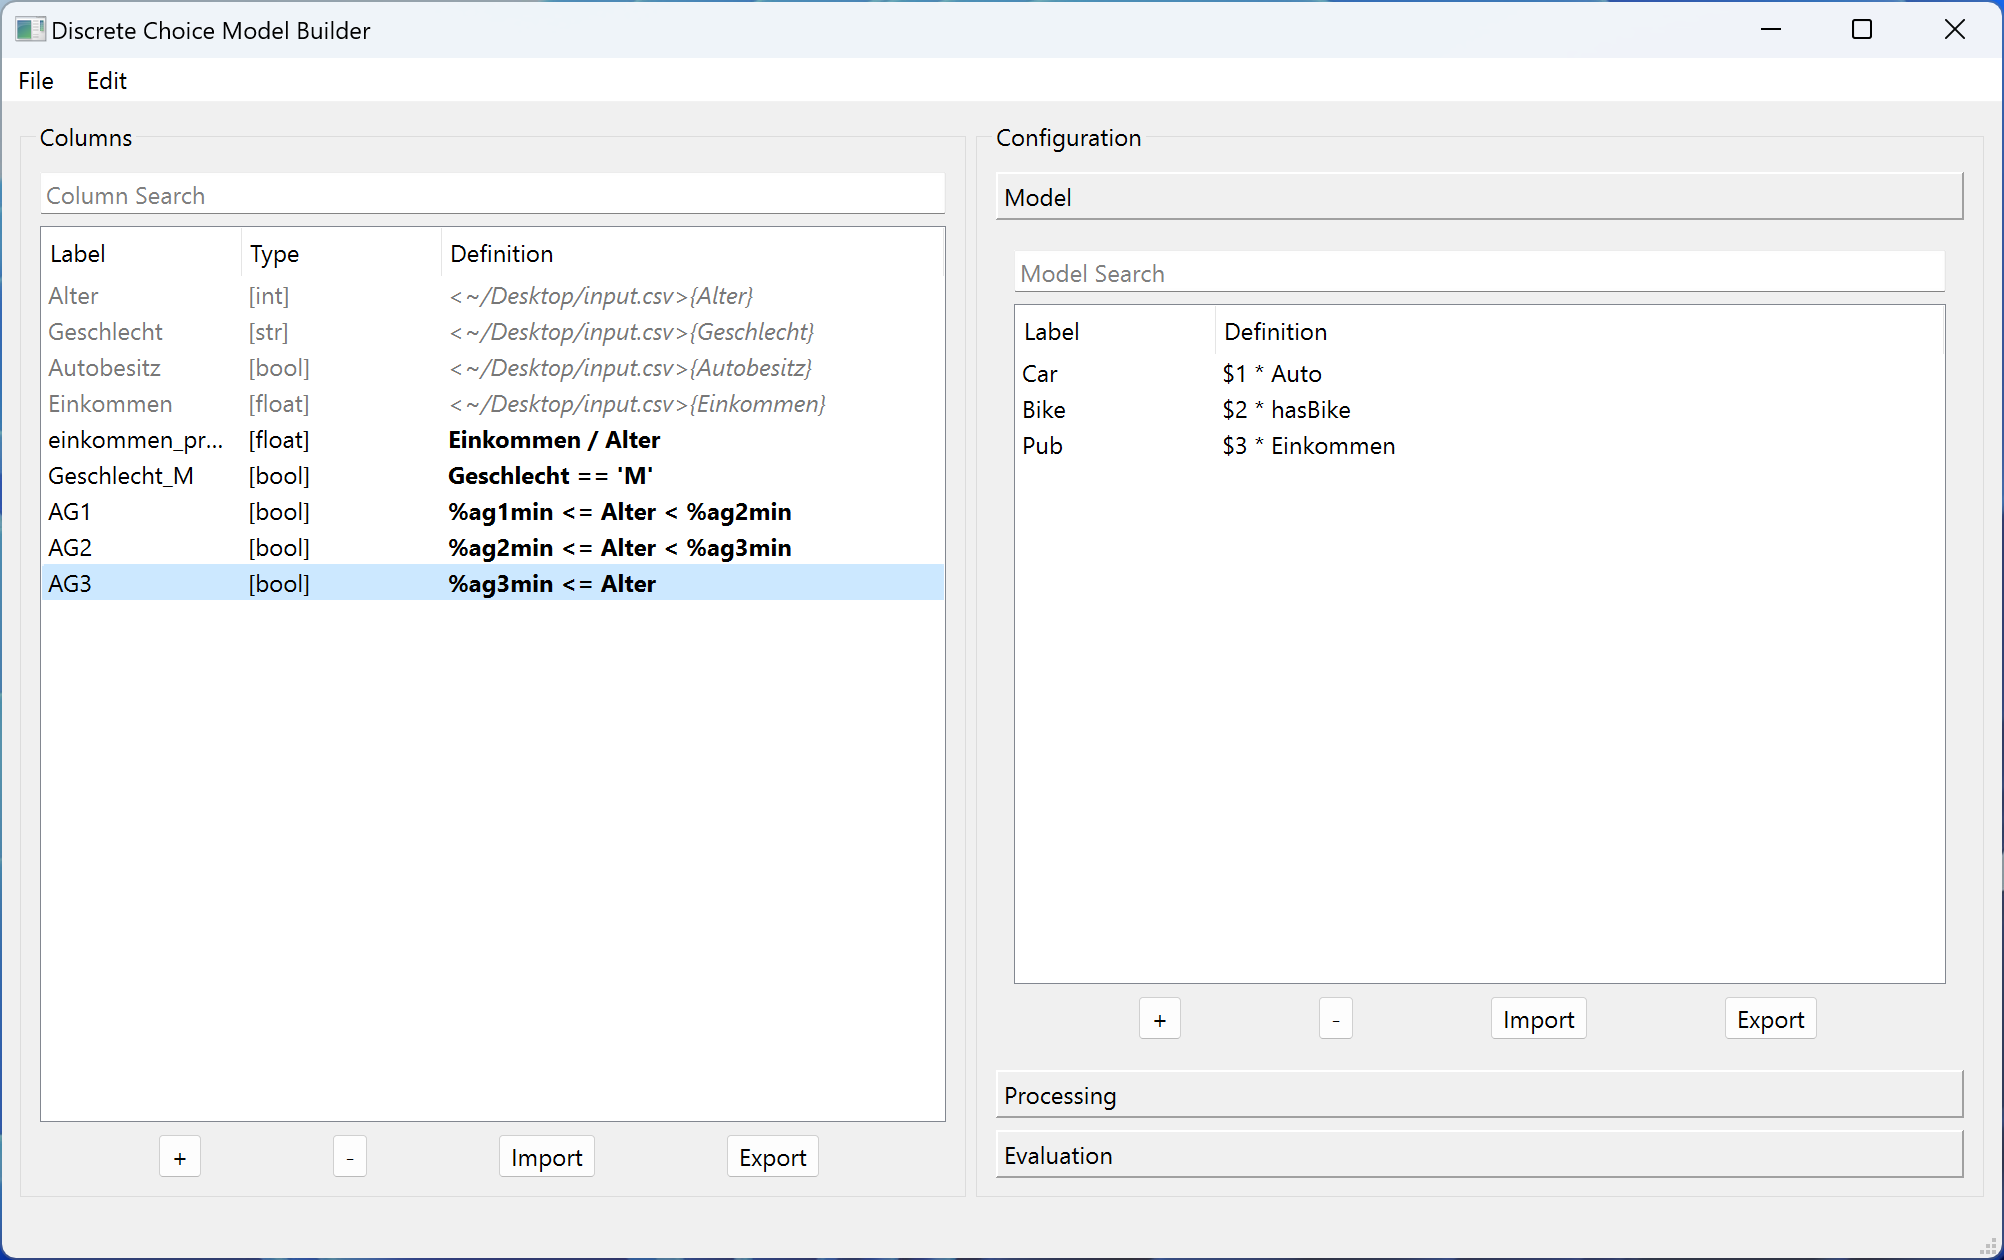 Discrete Choice Model Builder
File Edit
Columns
Column Search
Label Type Definition
Alter [int] <~/Desktop/input.csv>{Alter}
Geschlecht [str] <~/Desktop/input.csv>{Geschlecht}
Autobesitz [bool] <~/Desktop/input.csv>{Autobesitz}
Einkommen [float] <~/Desktop/input.csv>{Einkommen}
einkommen_pr... [float] Einkommen / Alter
Geschlecht_M [bool] Geschlecht == 'M'
AG1 [bool] %ag1min <= Alter < %ag2min
AG2 [bool] %ag2min <= Alter < %ag3min
AG3 [bool] %ag3min <= Alter
+ - Import Export
Configuration
Model
Model Search
Label Definition
Car $1 * Auto
Bike $2 * hasBike
Pub $3 * Einkommen
+ - Import Export
Processing
Evaluation